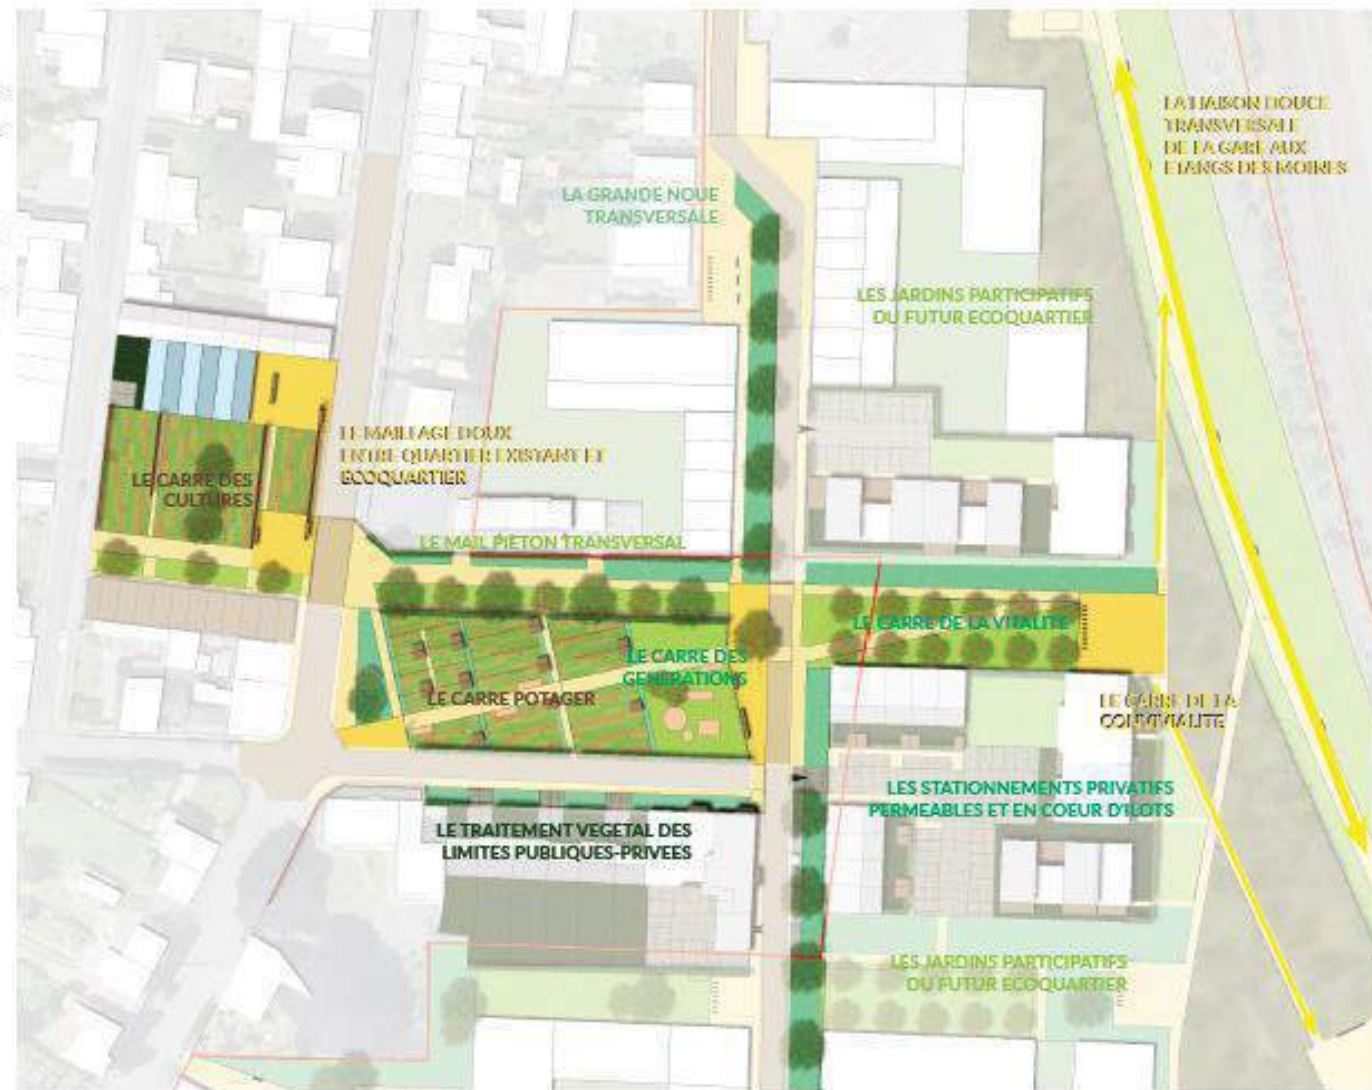 LA LIAISON DOUCE
TRANSVERSALE
DE LA GARE AUX
ETANGS DES MOINES
LA GRANDE NOUE
TRANSVERSALE
LES JARDINS PARTICIPATIFS
DU FUTUR ECOQUARTIER
LE MAILLAGE DOUX
ENTRE QUARTIER EXISTANT ET
ECOQUARTIER
LE CARRE DES
CULTURES
LE MAIL PIETON TRANSVERSAL
LE CARRE DE LA VITALITE
LE CARRE DES
GENERATIONS
LE CARRE POTAGER
LE CARRE DE LA
CONVIVIALITE
LES STATIONNEMENTS PRIVATIFS
PERMEABLES ET EN COEUR D'ILOTS
LE TRAITEMENT VEGETAL DES
LIMITES PUBLIQUES-PRIVEES
LES JARDINS PARTICIPATIFS
DU FUTUR ECOQUARTIER